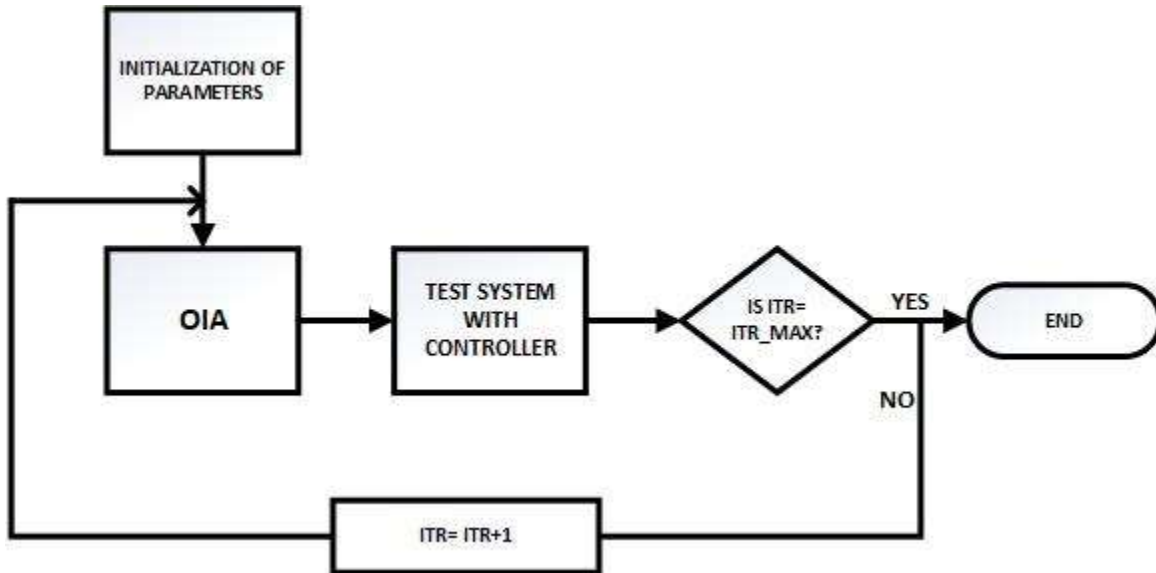 INITIALIZATION OF
PARAMETERS
OIA
TEST SYSTEM
WITH
CONTROLLER
IS ITR=
ITR_MAX?
YES
END
NO
ITR= ITR+1